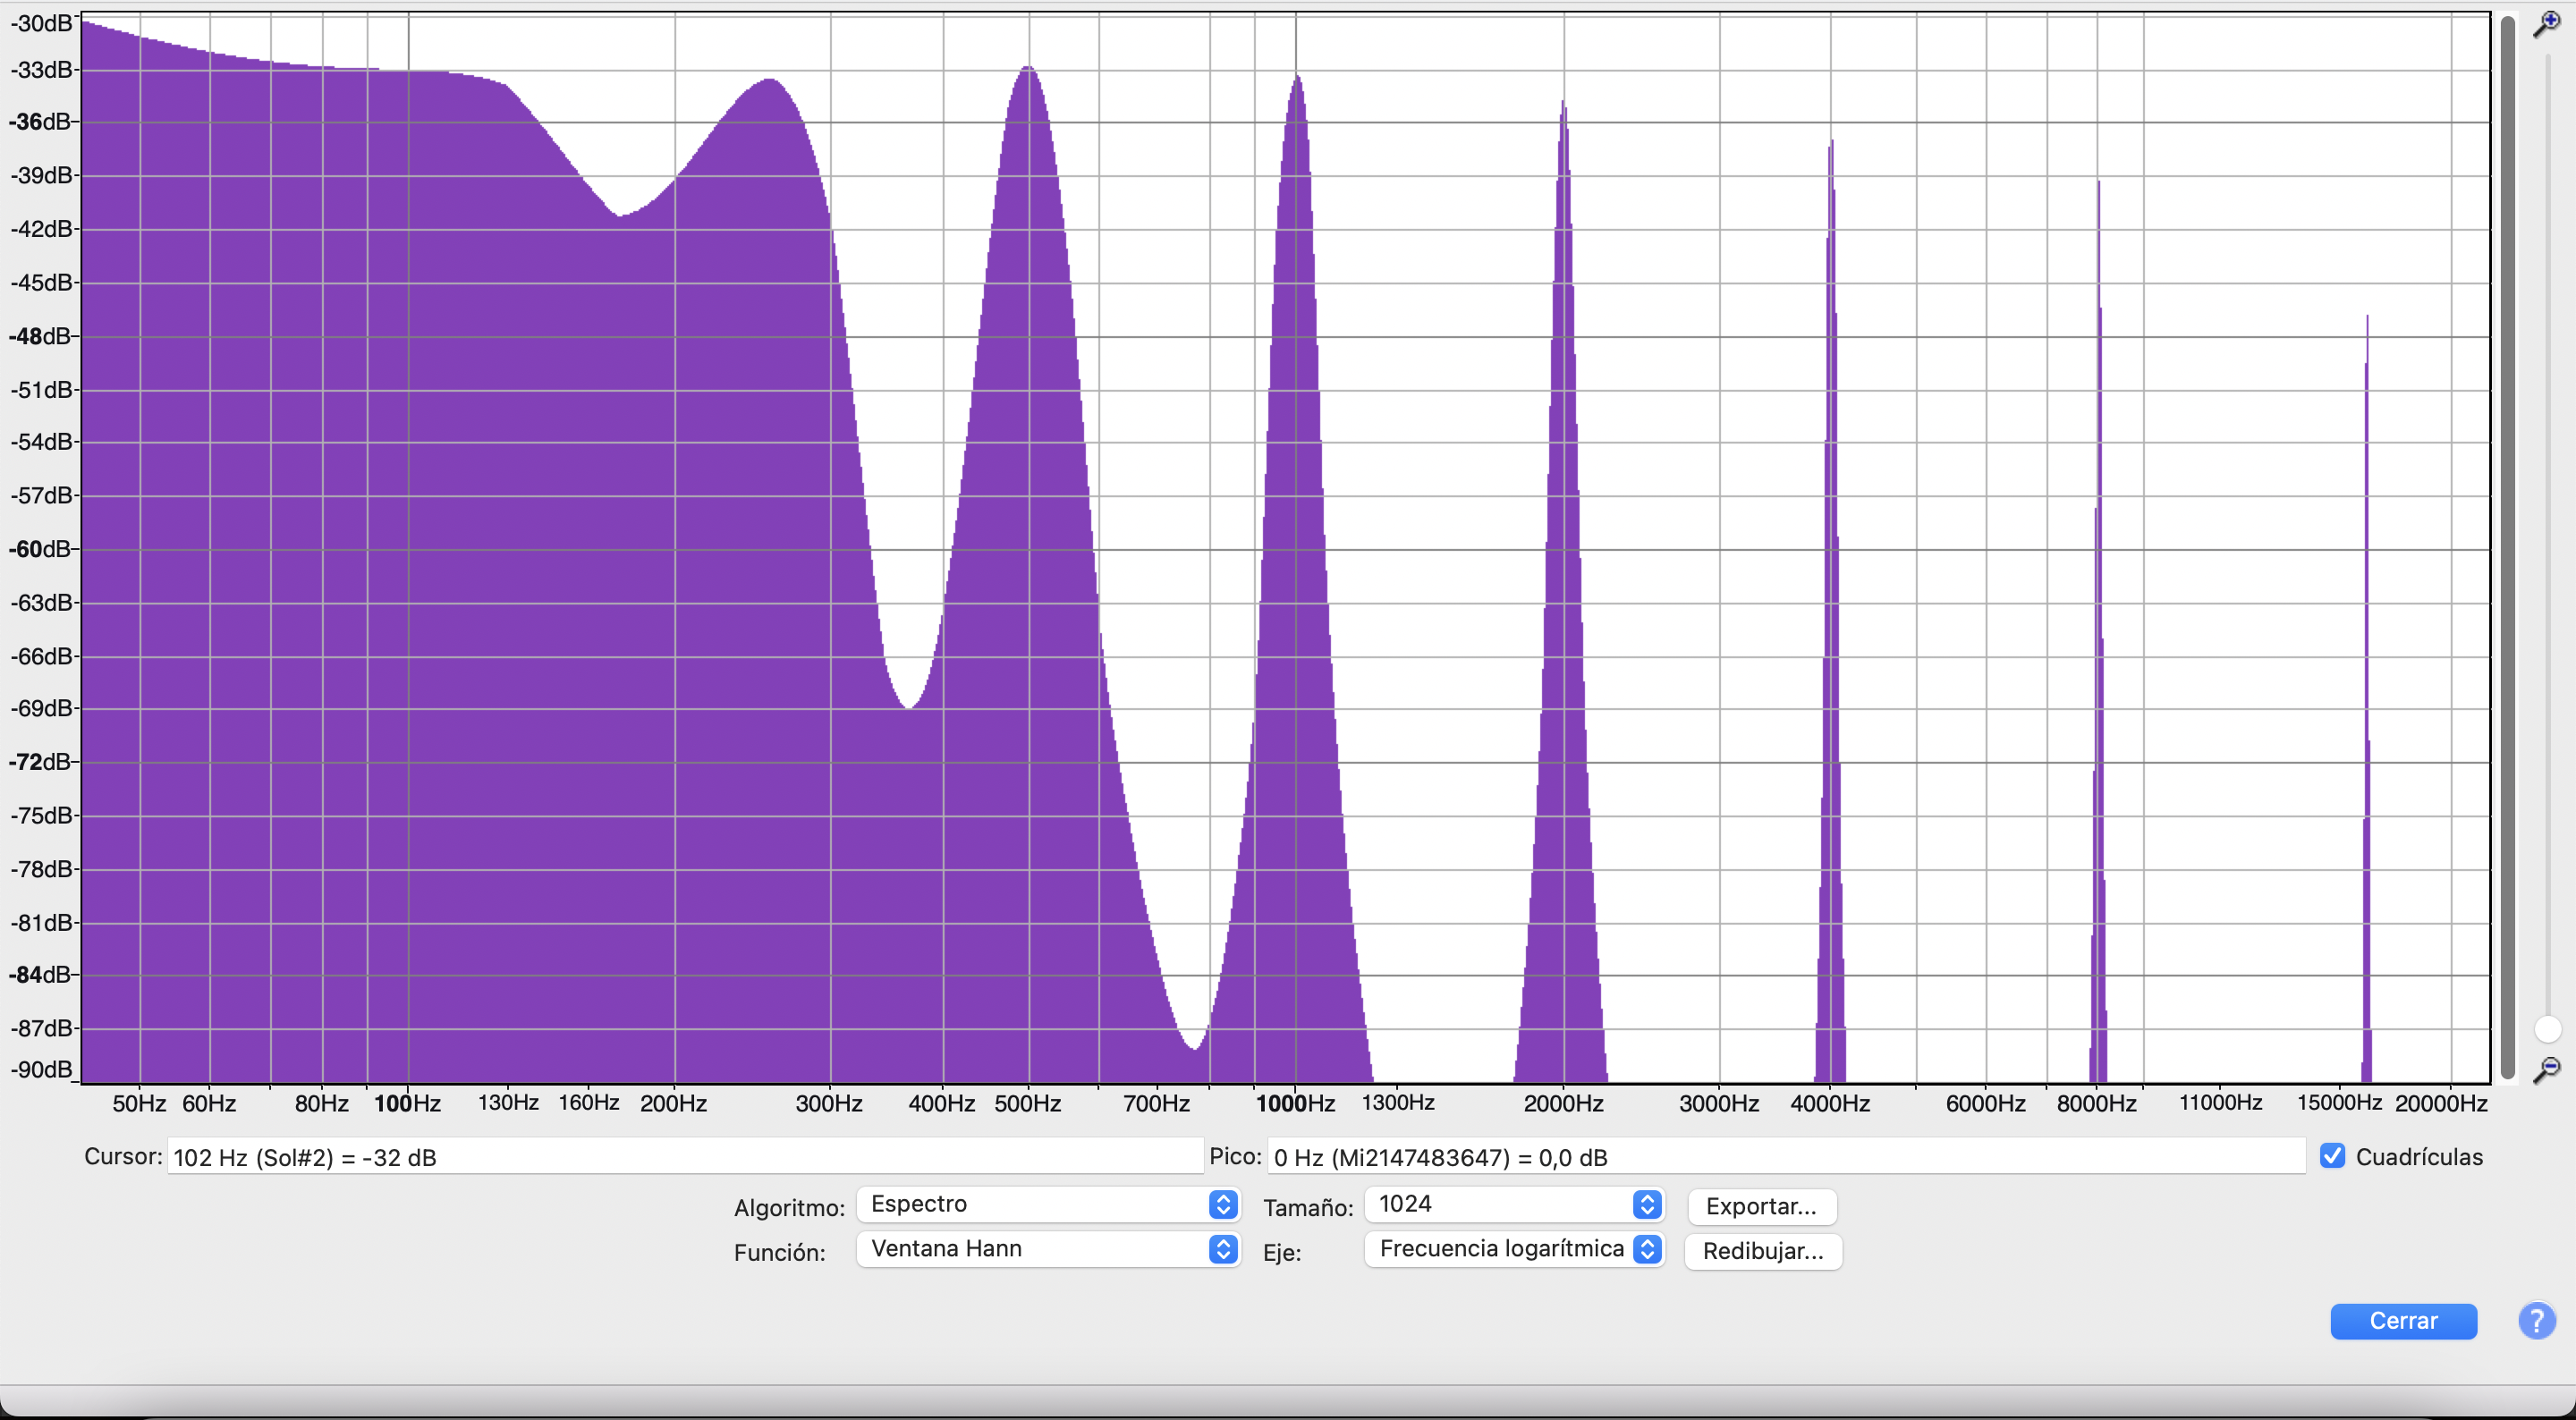 -30dB
-33dB
-36dB
-39dB
-42dB
-45dB
-48dB
-51dB
-54dB
-57dB
-60dB
-63dB
-66dB
-69dB
-72dB
-75dB
-78dB
-81dB
-84dB
-87dB
-90dB
50Hz 60Hz 80Hz 100Hz 130Hz 160Hz 200Hz 300Hz 400Hz 500Hz 700Hz 1000Hz 1300Hz 2000Hz 3000Hz 4000Hz 6000Hz 8000Hz 11000Hz 15000Hz 20000Hz
Cursor: 102 Hz (Sol#2) = -32 dB Pico: 0 Hz (Mi2147483647) = 0,0 dB Cuadrículas
Algoritmo: Espectro Tamaño: 1024 Exportar...
Función: Ventana Hann Eje: Frecuencia logarítmica Redibujar...
Cerrar ?